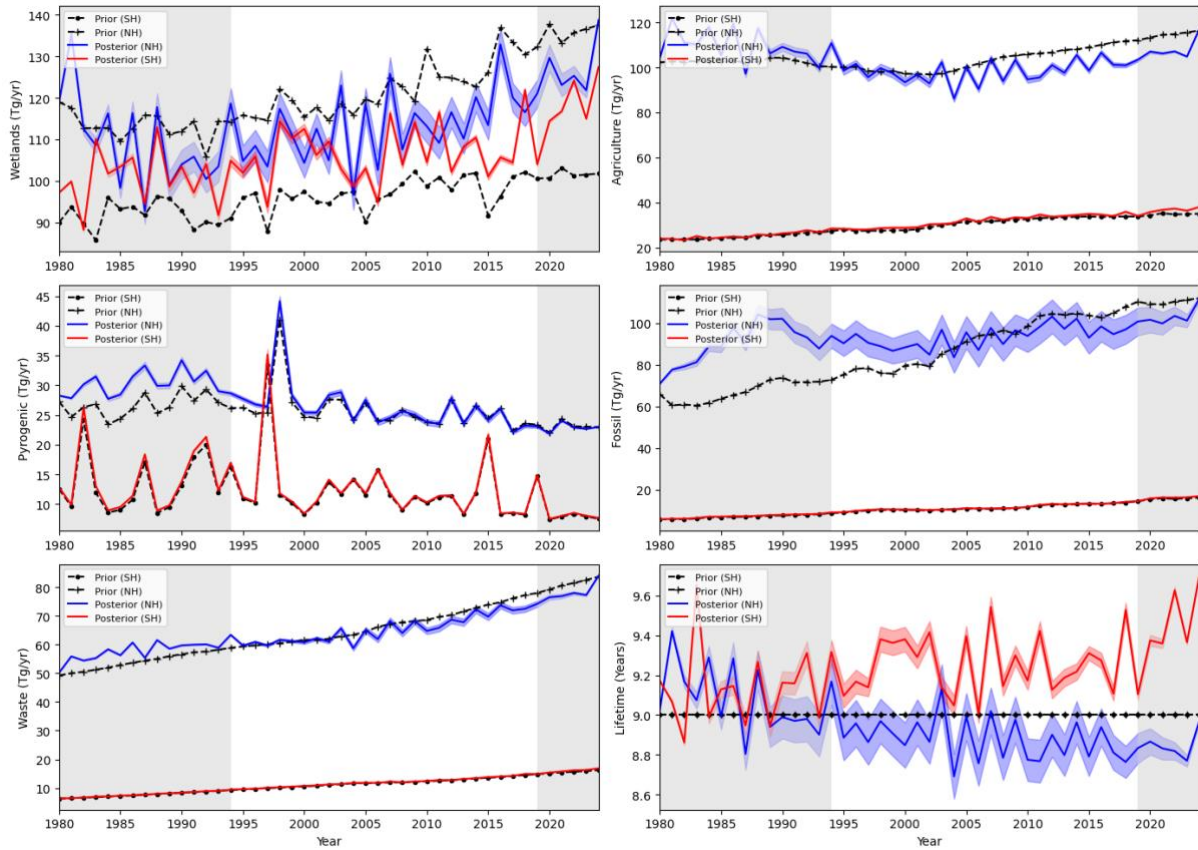 Wetlands (Tg/yr)
140
130
120
110
100
90
Prior (SH)
Prior (NH)
Posterior (NH)
Posterior (SH)
1980 1985 1990 1995 2000 2005 2010 2015 2020
Agriculture (Tg/yr)
120
100
80
60
40
20
Prior (SH)
Prior (NH)
Posterior (NH)
Posterior (SH)
1980 1985 1990 1995 2000 2005 2010 2015 2020
Pyrogenic (Tg/yr)
45
40
35
30
25
20
15
10
Prior (SH)
Prior (NH)
Posterior (NH)
Posterior (SH)
1980 1985 1990 1995 2000 2005 2010 2015 2020
Fossil (Tg/yr)
100
80
60
40
20
Prior (SH)
Prior (NH)
Posterior (NH)
Posterior (SH)
1980 1985 1990 1995 2000 2005 2010 2015 2020
Waste (Tg/yr)
80
70
60
50
40
30
20
10
Prior (SH)
Prior (NH)
Posterior (NH)
Posterior (SH)
1980 1985 1990 1995 2000 2005 2010 2015 2020
Year
Lifetime (Years)
9.6
9.4
9.2
9.0
8.8
8.6
Prior (SH)
Prior (NH)
Posterior (NH)
Posterior (SH)
1980 1985 1990 1995 2000 2005 2010 2015 2020
Year